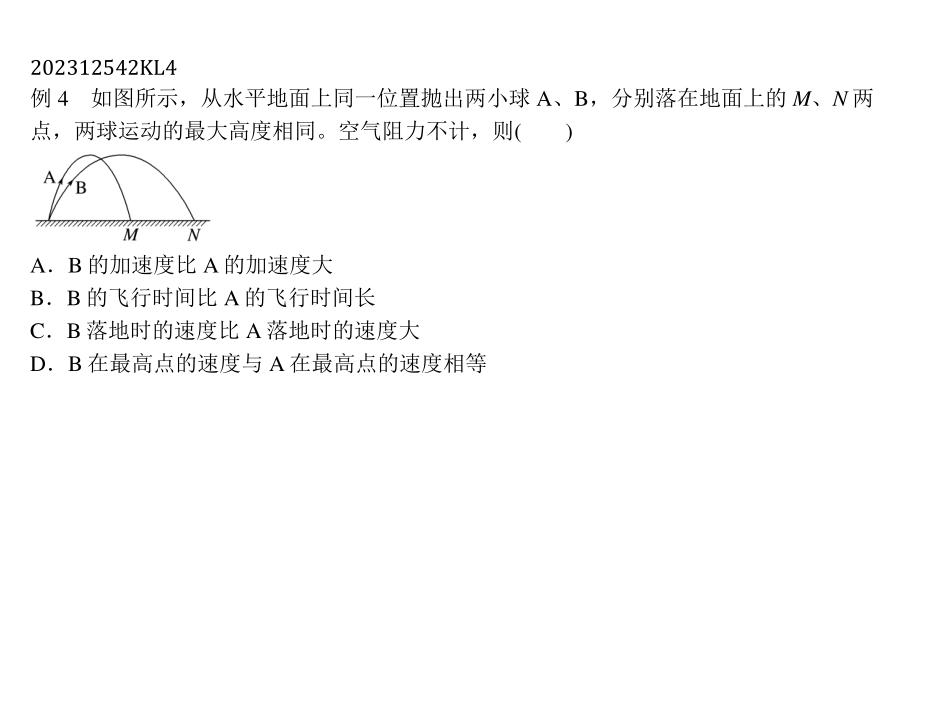 202312542KL4
例 4　如图所示，从水平地面上同一位置抛出两小球 A、B，分别落在地面上的 M、N 两
点，两球运动的最大高度相同。空气阻力不计，则(　　)
A
B
M N
A．B 的加速度比 A 的加速度大
B．B 的飞行时间比 A 的飞行时间长
C．B 落地时的速度比 A 落地时的速度大
D．B 在最高点的速度与 A 在最高点的速度相等